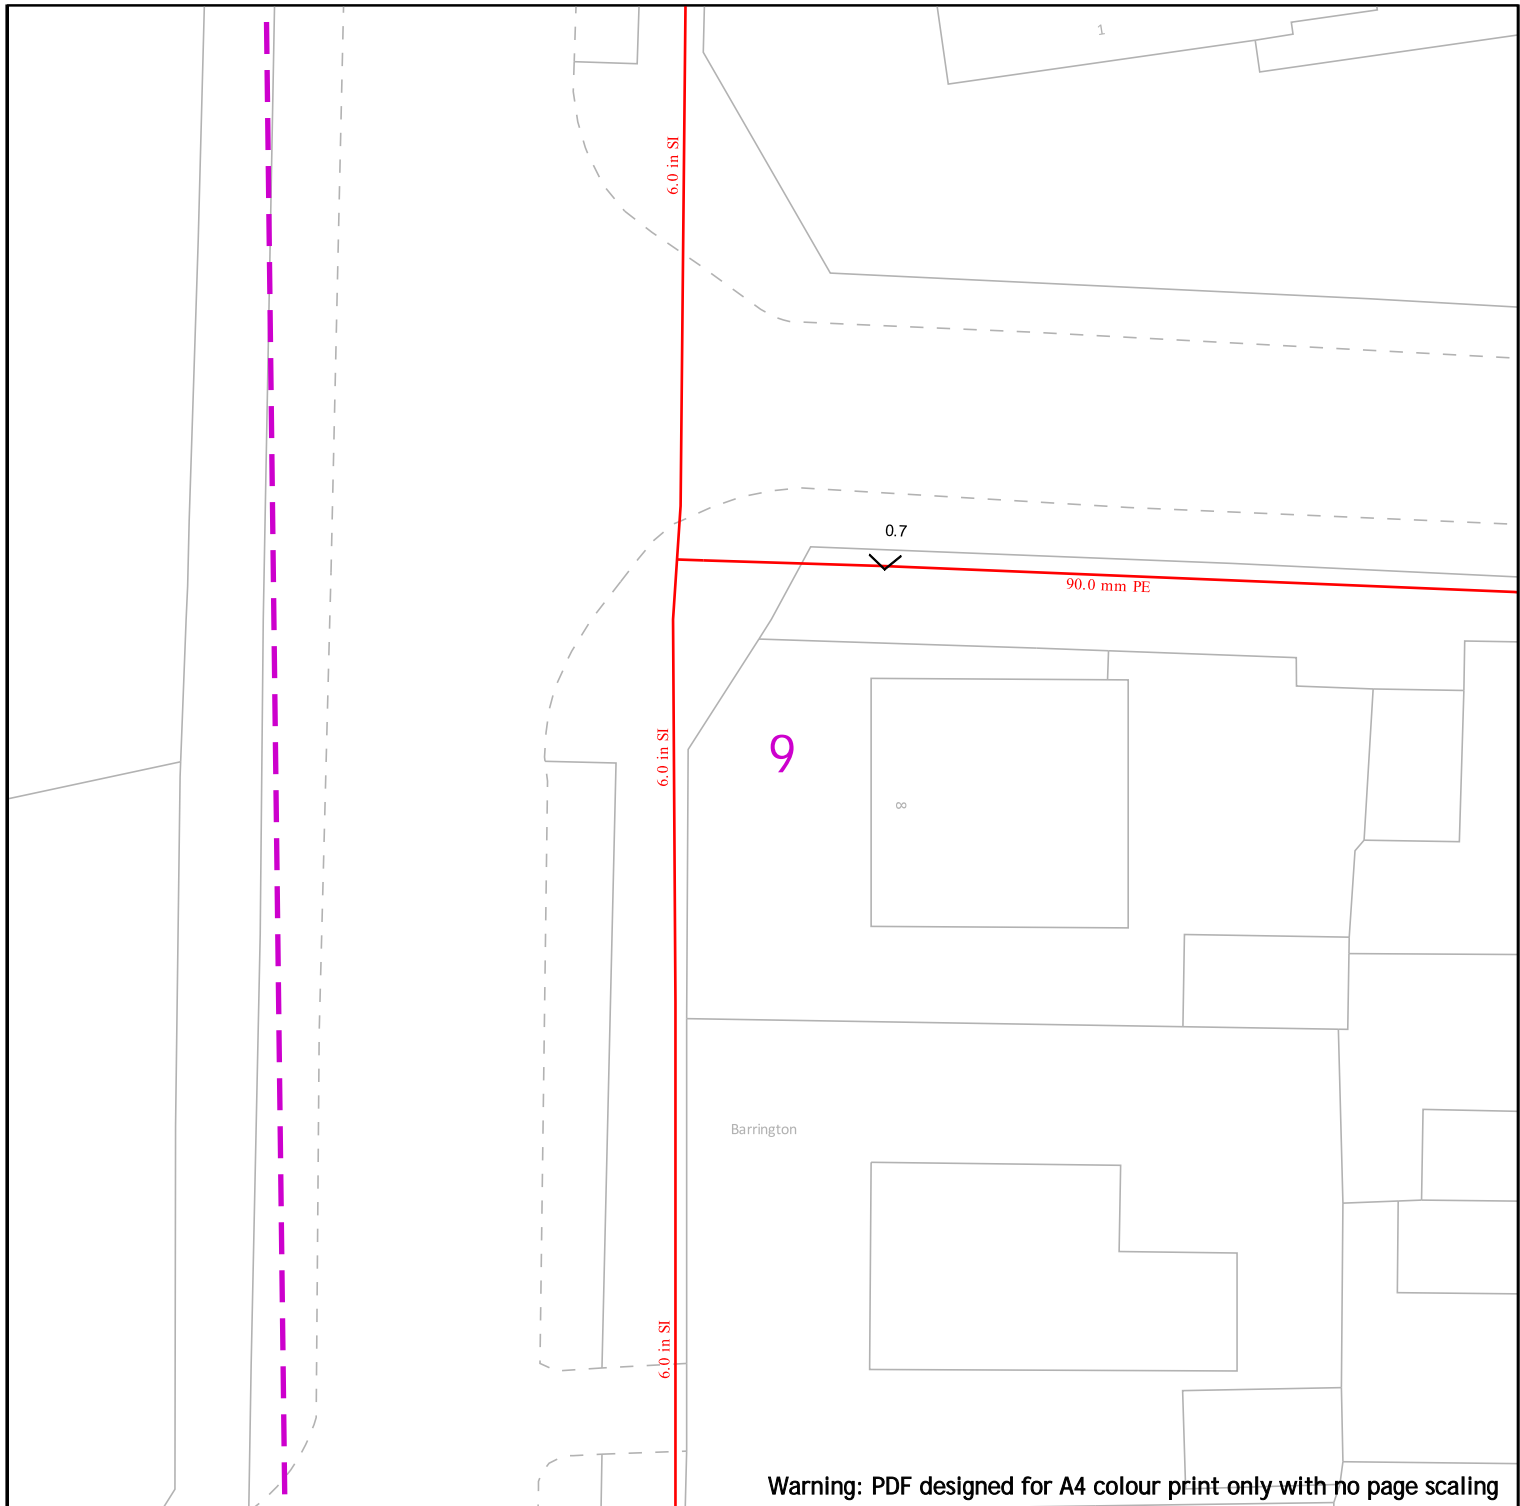 1
6.0 in SI
0.7
90.0 mm PE
6.0 in SI
9
8
Barrington
6.0 in SI
Warning: PDF designed for A4 colour print only with no page scaling